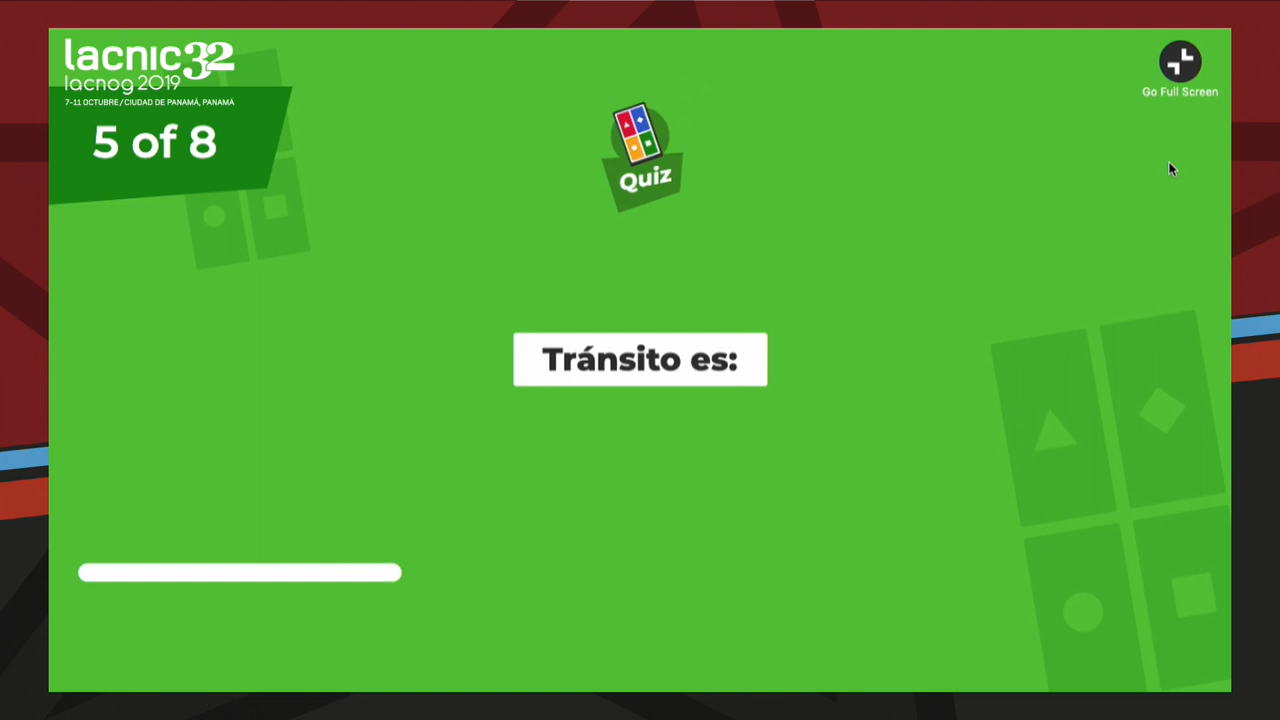 lacnic32
lacnog 2019
7-11 OCTUBRE / CIUDAD DE PANAMÁ, PANAMÁ
5 of 8
Go Full Screen
Quiz
Tránsito es: